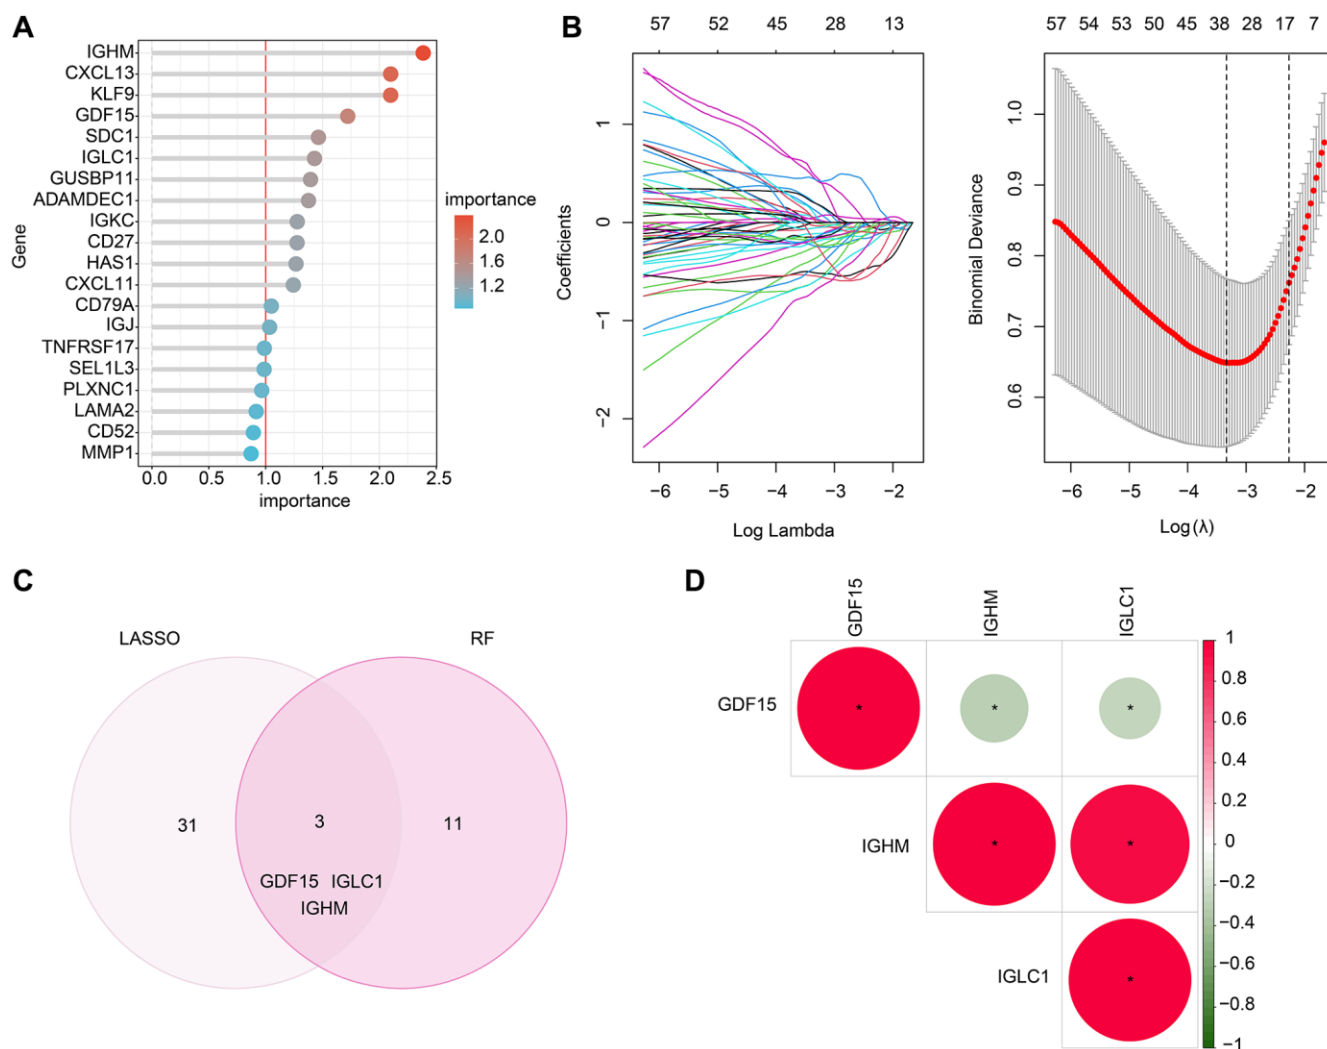 A
IGHM
CXCL13
KLF9
GDF15
SDC1
IGLC1
GUSBP11
ADAMDEC1
IGKC
CD27
HAS1
CXCL11
CD79A
IGJ
TNFRSF17
SEL1L3
PLXNC1
LAMA2
CD52
MMP1
Gene
0.0 0.5 1.0 1.5 2.0 2.5
importance
importance
2.0
1.6
1.2
B
57 52 45 28 13
1
0
−1
−2
Coefficients
−6 −5 −4 −3 −2
Log Lambda
57 54 53 50 45 38 28 17 7
1.0
0.9
0.8
0.7
0.6
Binomial Deviance
−6 −5 −4 −3 −2
Log (λ)
C
LASSO RF
31 3 11
GDF15 IGLC1
IGHM
D
GDF15 IGHM IGLC1
GDF15 * * *
IGHM * *
IGLC1 *
1
0.8
0.6
0.4
0.2
0
−0.2
−0.4
−0.6
−0.8
−1